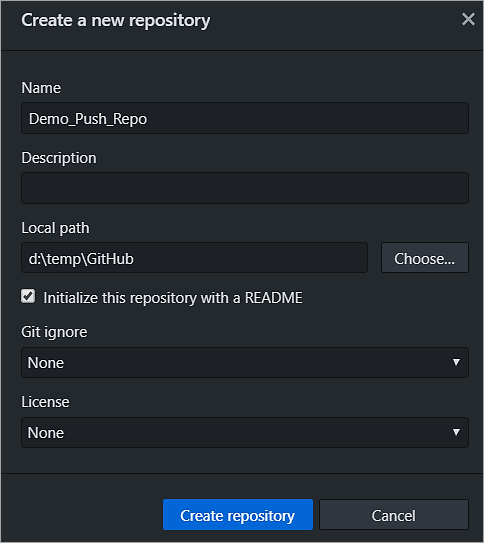 Create a new repository
Name
Demo_Push_Repo
Description
Local path
d:\temp\GitHub
Choose...
Initialize this repository with a README
Git ignore
None
License
None
Create repository
Cancel